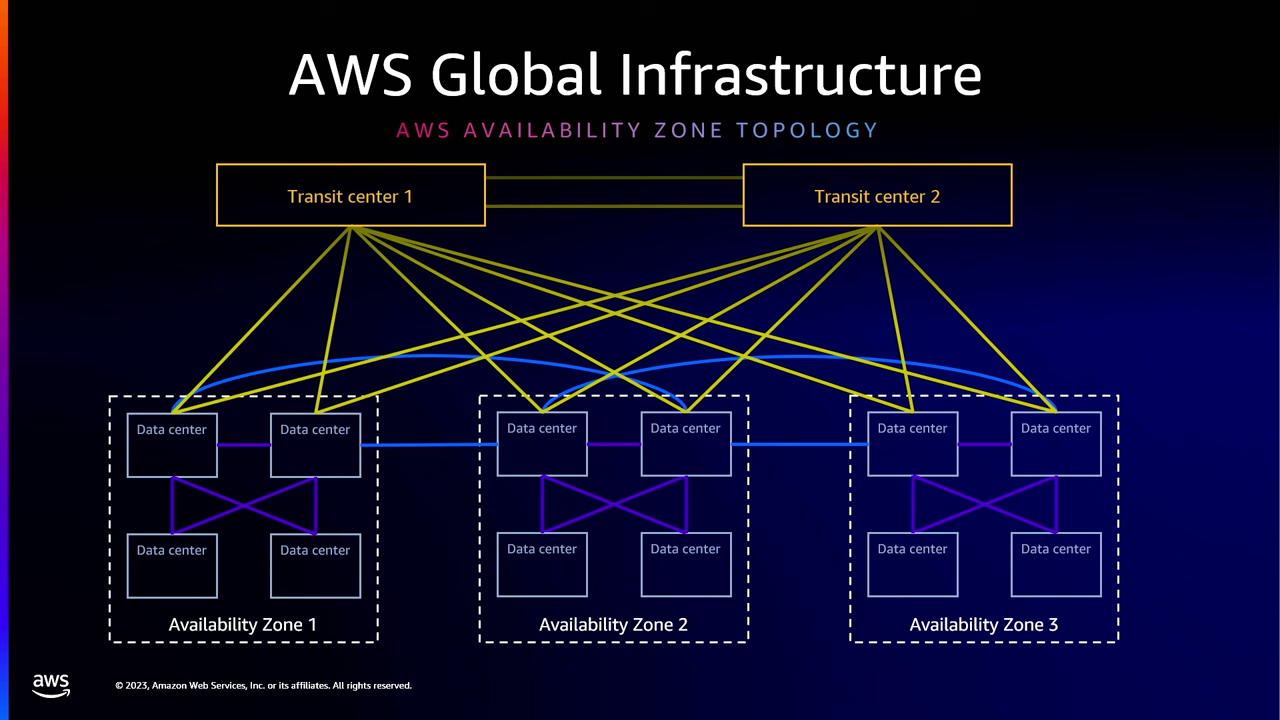 AWS Global Infrastructure
AWS AVAILABILITY ZONE TOPOLOGY
Transit center 1
Transit center 2
Data center
Data center
Data center
Data center
Data center
Data center
Data center
Data center
Data center
Data center
Data center
Data center
Availability Zone 1
Availability Zone 2
Availability Zone 3
aws
© 2023, Amazon Web Services, Inc. or its affiliates. All rights reserved.